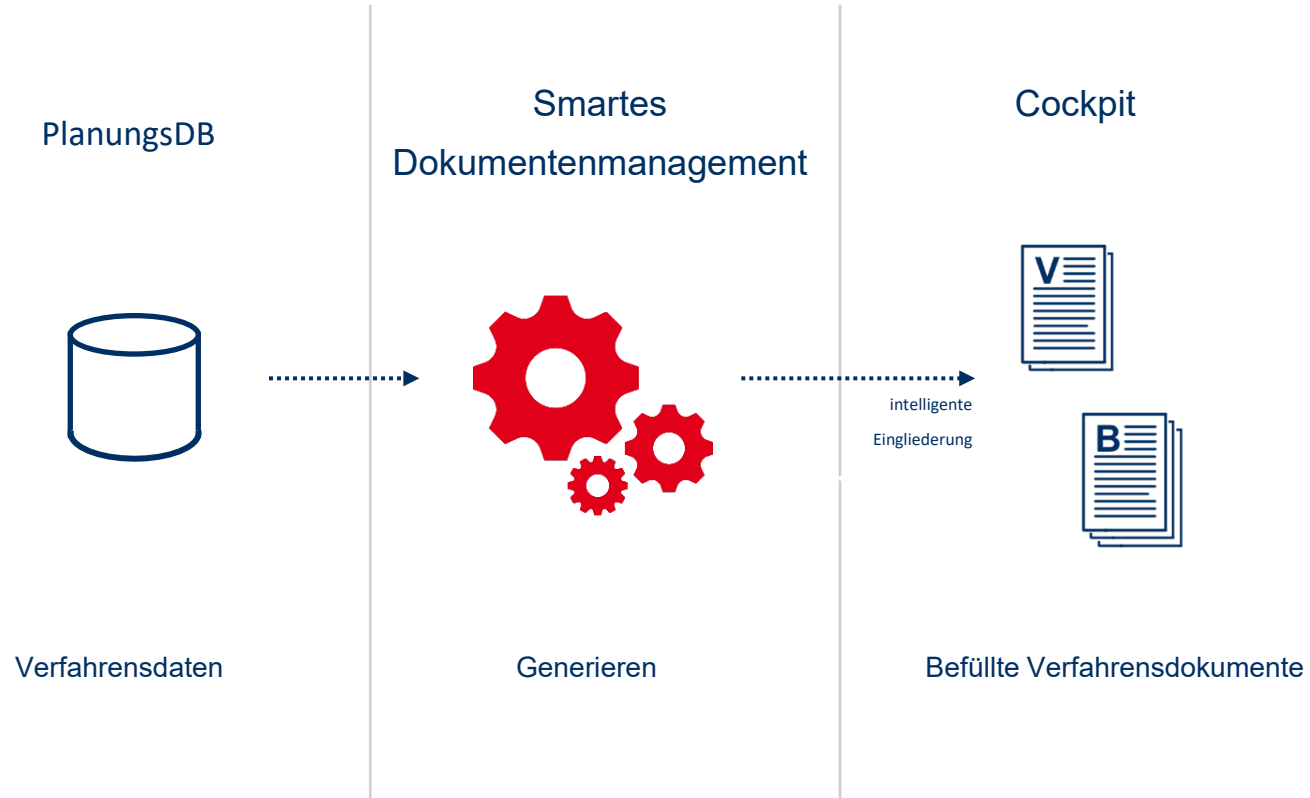 PlanungsDB
Smartes
Dokumentenmanagement
Cockpit
V
intelligente
Eingliederung
B
Verfahrensdaten
Generieren
Befüllte Verfahrensdokumente